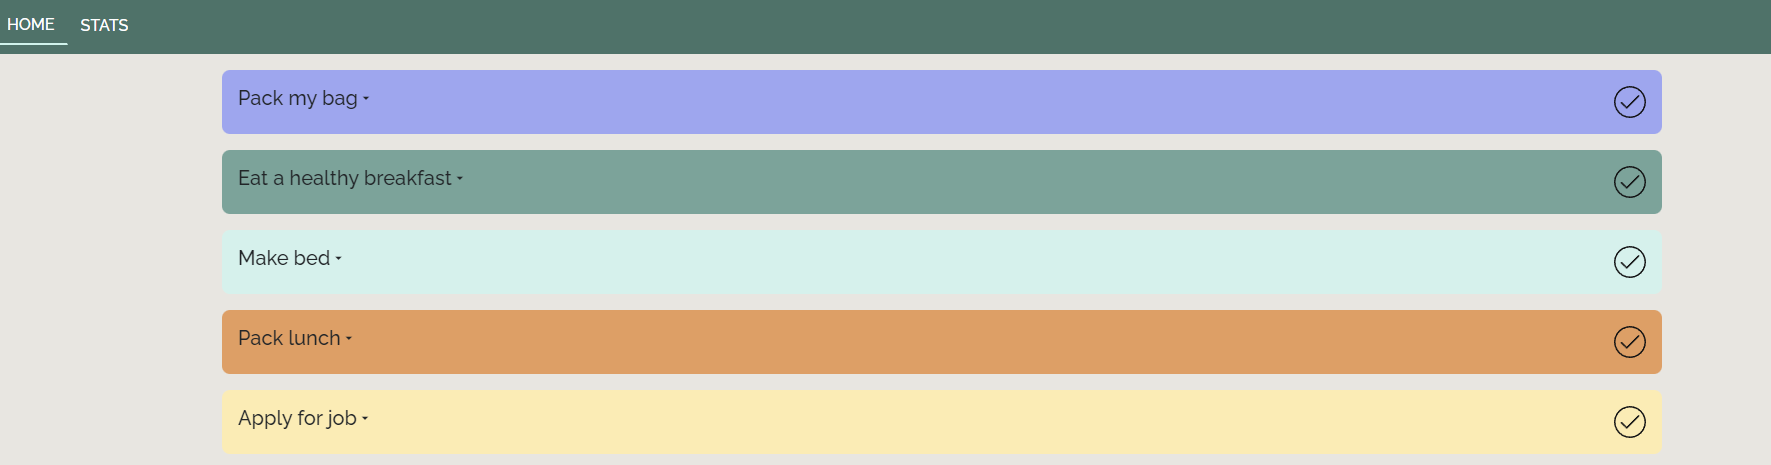 HOME STATS
Pack my bag
Eat a healthy breakfast
Make bed
Pack lunch
Apply for job